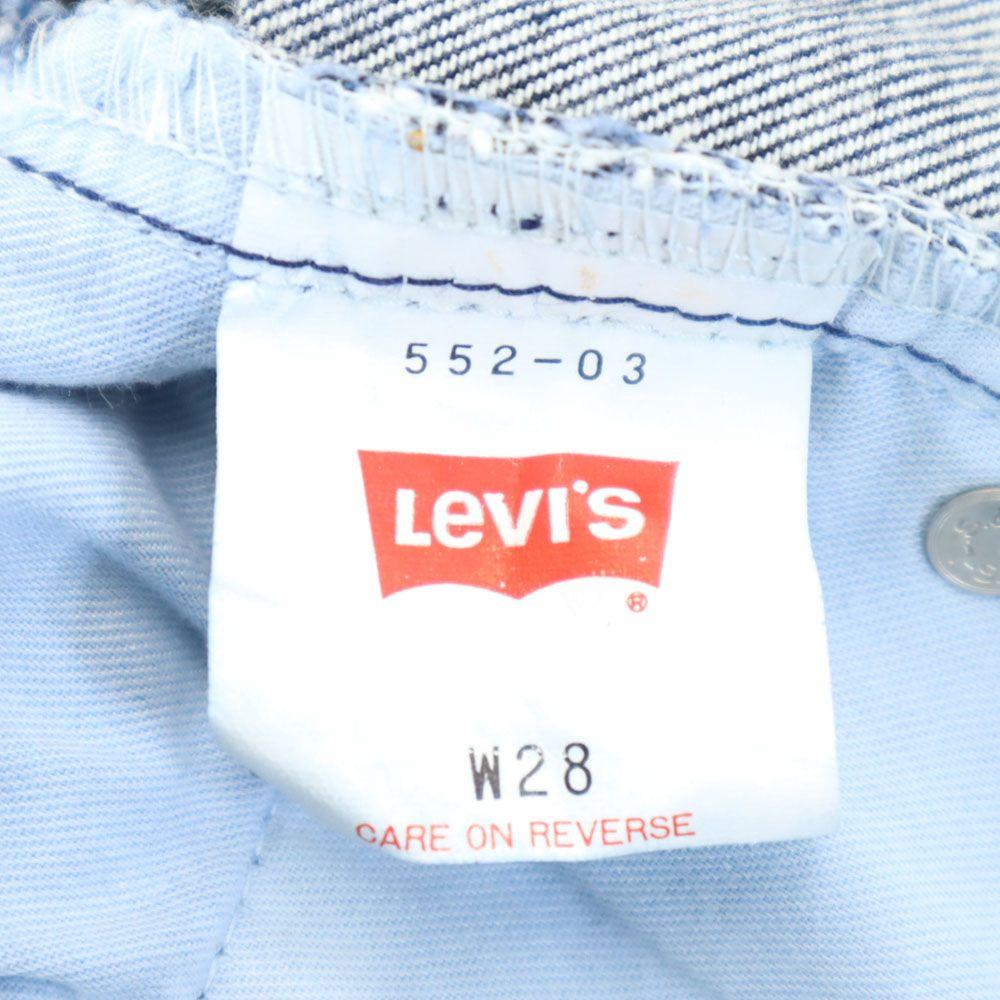 552-03
LEVI'S
®
W28
CARE ON REVERSE